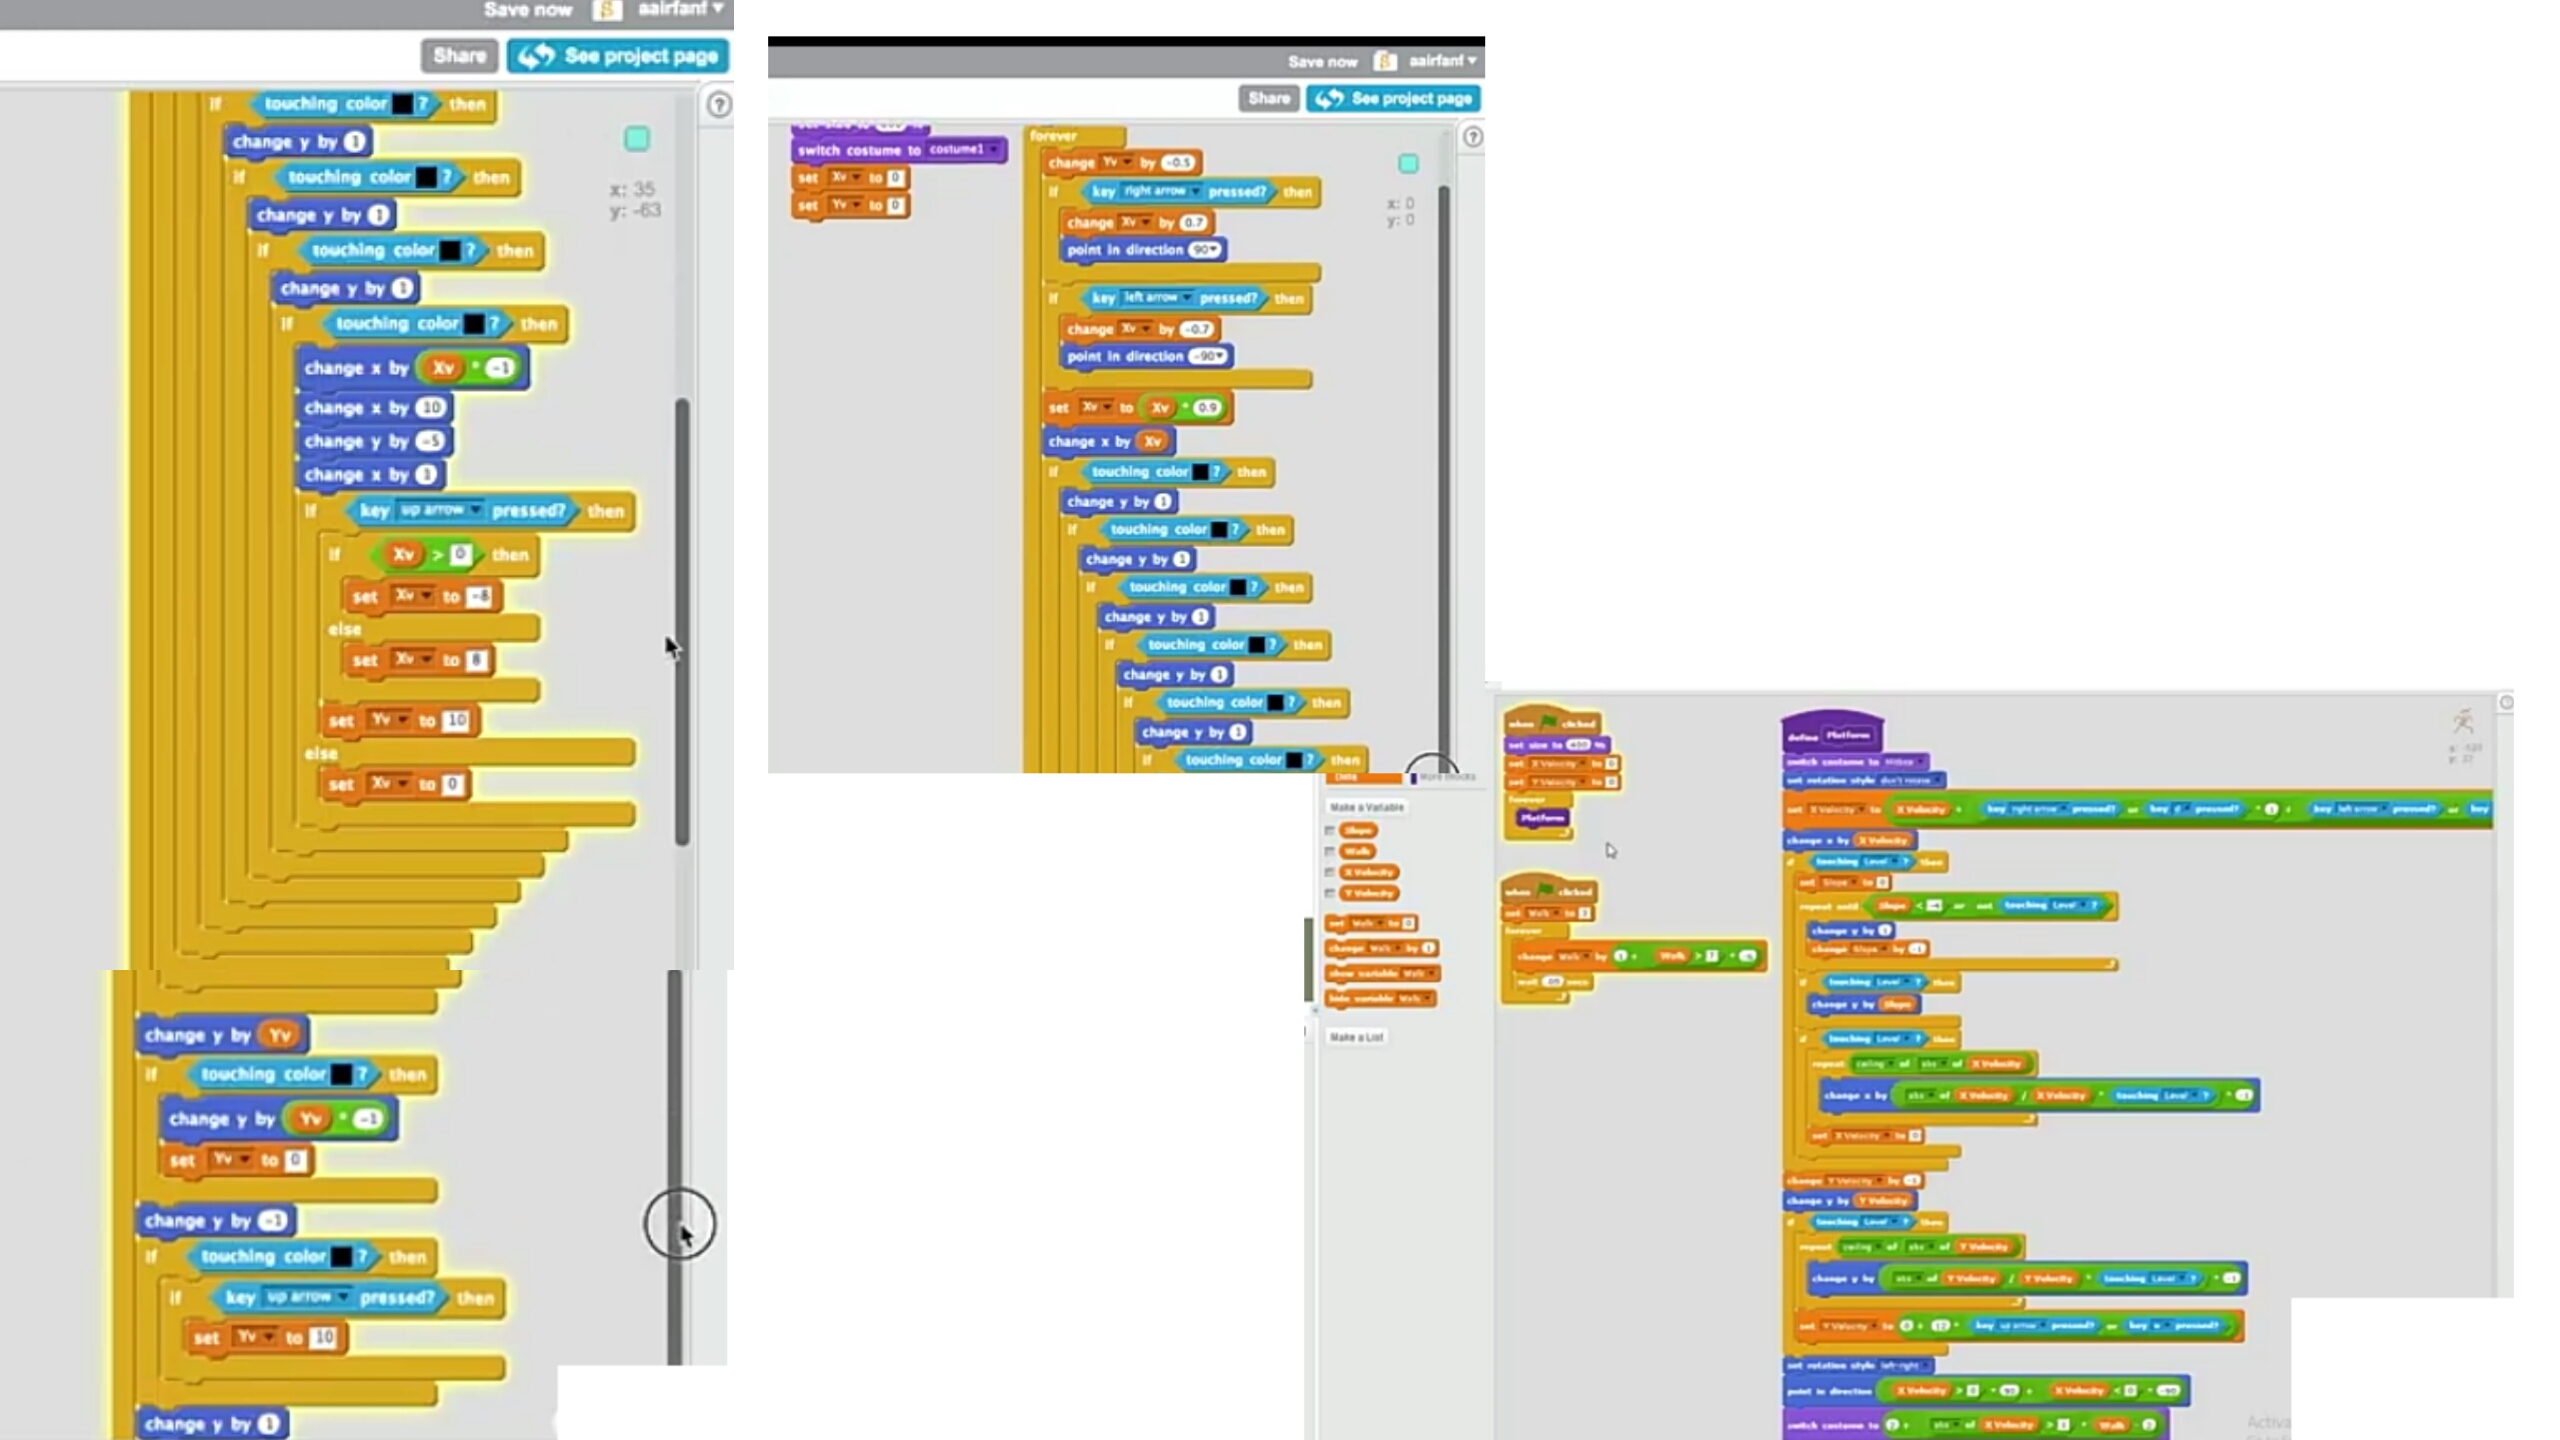 Save now aairfanf
Share See project page
if touching color ? then
change y by 1
if touching color ? then
x: 35
y: -63
change y by 1
if touching color ? then
change y by 1
if touching color ? then
change x by Xv * -1
change x by 10
change y by -5
change x by 1
if key up arrow pressed? then
if Xv > 0 then
set Xv to -8
else
set Xv to 8
set Yv to 10
else
set Xv to 0
change y by Yv
if touching color ? then
change y by Yv * -1
set Yv to 0
change y by -1
if touching color ? then
if key up arrow pressed? then
set Yv to 10
change y by 1
Save now aairfanf
Share See project page
switch costume to costume1
set Xv to 0
set Yv to 0
forever
change Yv by -0.5
if key right arrow pressed? then
x: 0
y: 0
change Xv by 0.7
point in direction 90
if key left arrow pressed? then
change Xv by -0.7
point in direction -90
set Xv to Xv * 0.9
change x by Xv
if touching color ? then
change y by 1
if touching color ? then
change y by 1
if touching color ? then
change y by 1
if touching color ? then
change y by 1
if touching color ? then
change y by 1
if touching color ? then
Data More Blocks
Make a Variable
Slope
Walk
X Velocity
Y Velocity
set Walk to 0
change Walk by 1
show variable Walk
hide variable Walk
Make a List
when clicked
set size to 400 %
set X Velocity to 0
set Y Velocity to 0
forever
Platform
when clicked
set Walk to
forever
change Walk by 1 + Walk > 7 *
wait .05 secs
define Platform
switch costume to Hitbox
set rotation style don't rotate
set X Velocity to X Velocity + key right arrow pressed? or key d pressed? * 1 + key left arrow pressed? or key
change x by X Velocity
if touching Level ? then
set Slope to 0
repeat until Slope < or not touching Level ?
change y by 1
change Slope by -1
if touching Level ? then
change y by Slope
if touching Level ? then
repeat ceiling of abs of X Velocity
change x by abs of X Velocity / X Velocity * touching Level ? * -1
set X Velocity to 0
change Y Velocity by -1
change y by Y Velocity
if touching Level ? then
repeat ceiling of abs of Y Velocity
change y by abs of Y Velocity / Y Velocity * touching Level ? * -1
set Y Velocity to 0 + 12 * key up arrow pressed? or key pressed?
set rotation style left-right
point in direction X Velocity > 0 * 90 + X Velocity < 0 * -90
switch costume to 2 + abs of X Velocity > * Walk
Activa